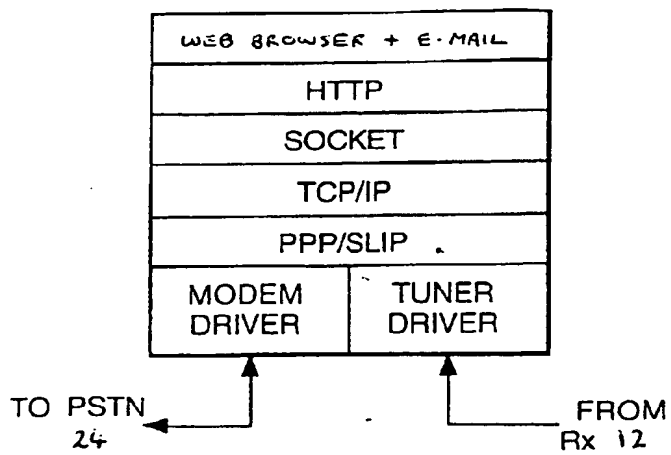 WEB BROWSER + E-MAIL
HTTP
SOCKET
TCP/IP
PPP/SLIP
MODEM
DRIVER
TUNER
DRIVER
TO PSTN
24
FROM
Rx 12